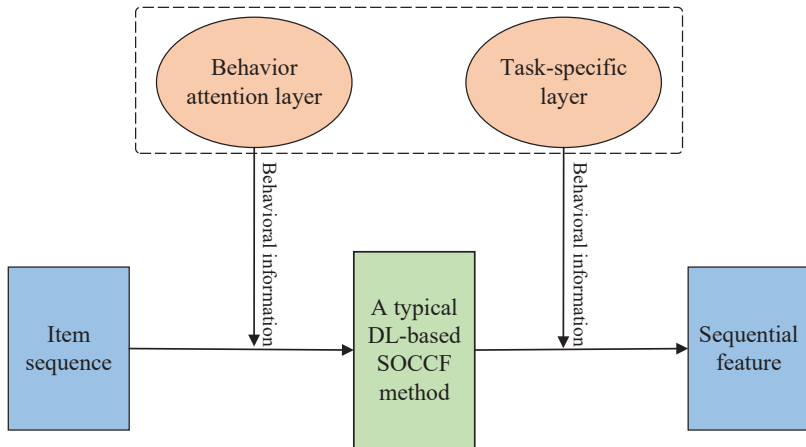 Behavior
attention layer
Task-specific
layer
Behavioral information
Behavioral information
Item
sequence
A typical
DL-based
SOCCF
method
Sequential
feature